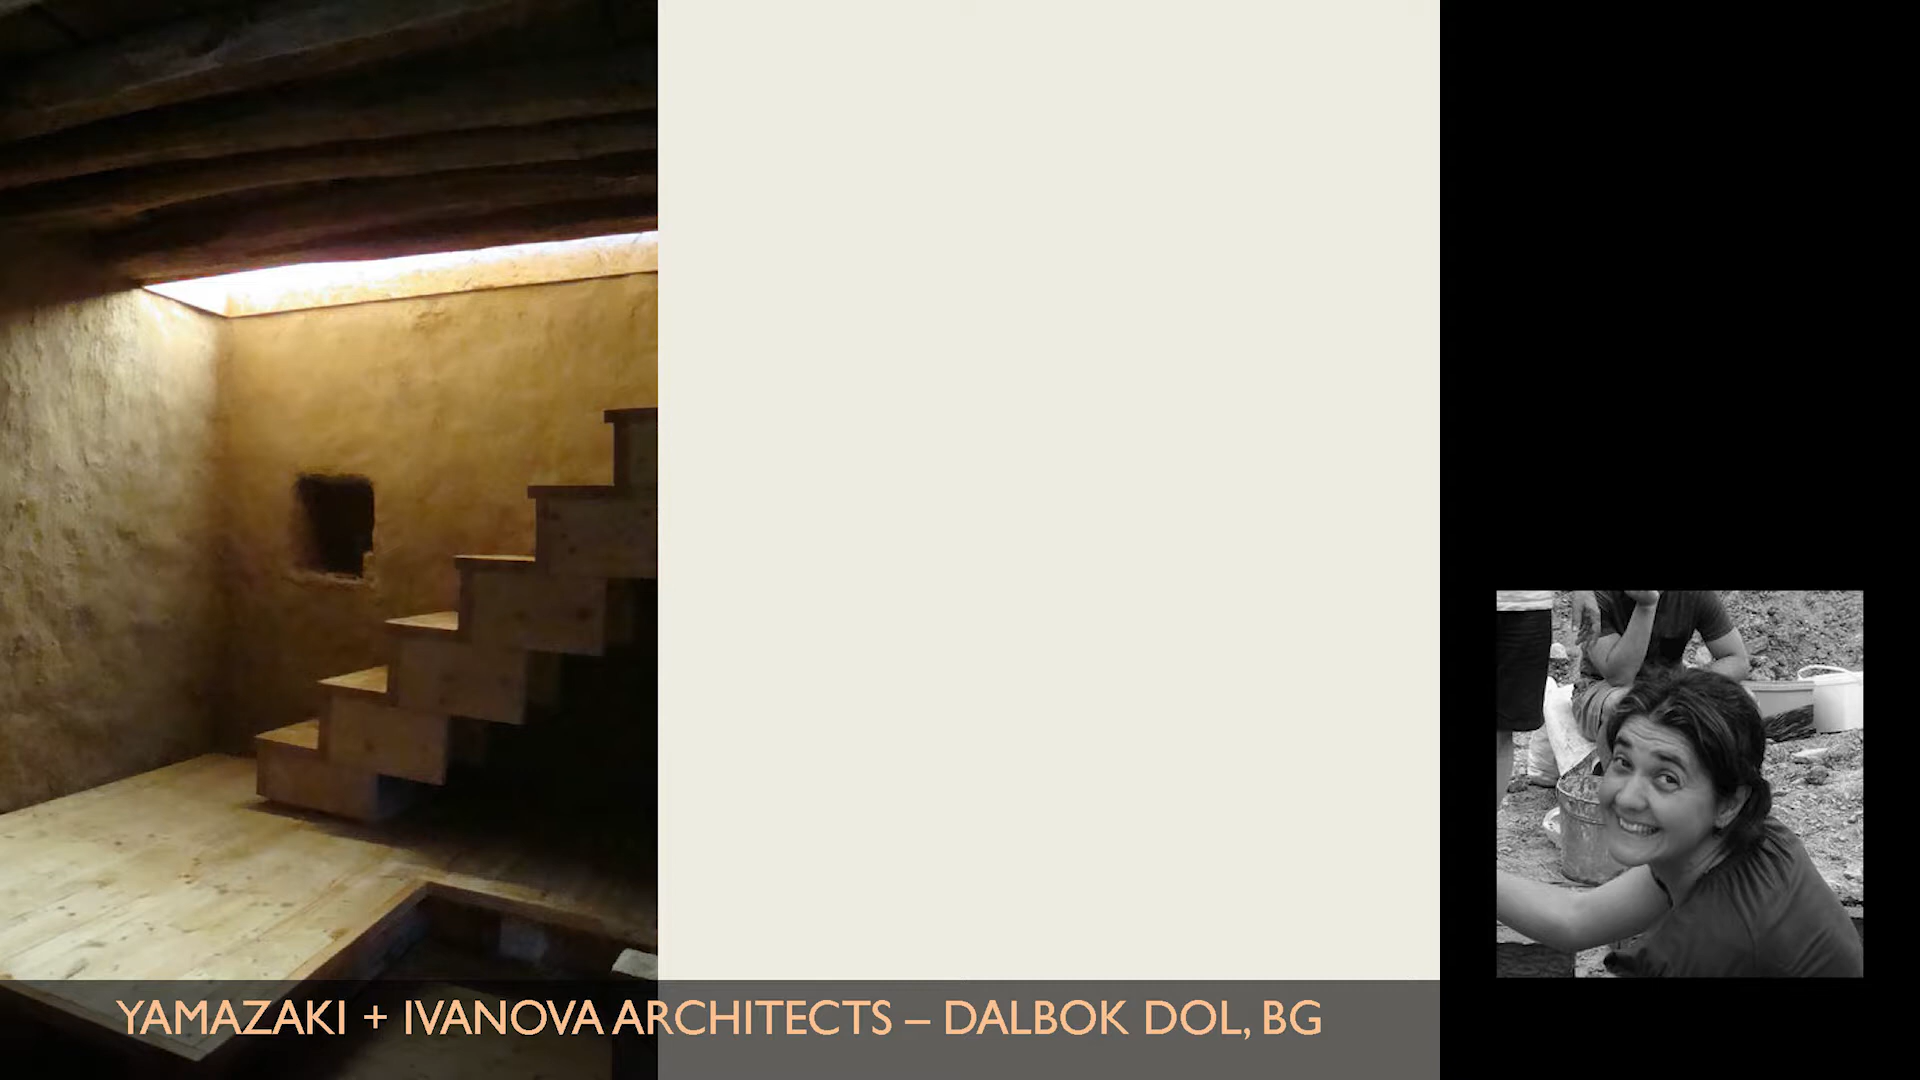 YAMAZAKI + IVANOVA ARCHITECTS – DALBOK DOL, BG